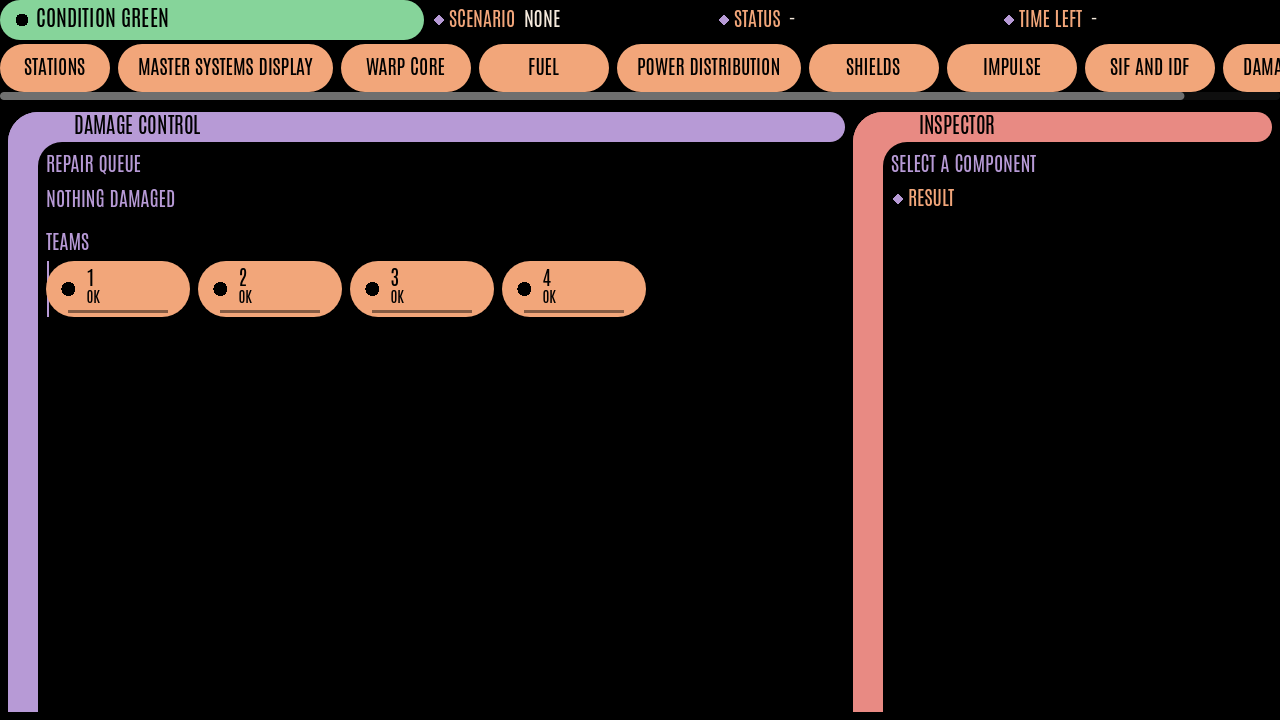 CONDITION GREEN
SCENARIO NONE
STATUS -
TIME LEFT -
STATIONS
MASTER SYSTEMS DISPLAY
WARP CORE
FUEL
POWER DISTRIBUTION
SHIELDS
IMPULSE
SIF AND IDF
DAMA
DAMAGE CONTROL
REPAIR QUEUE
NOTHING DAMAGED
TEAMS
1
OK
2
OK
3
OK
4
OK
INSPECTOR
SELECT A COMPONENT
RESULT